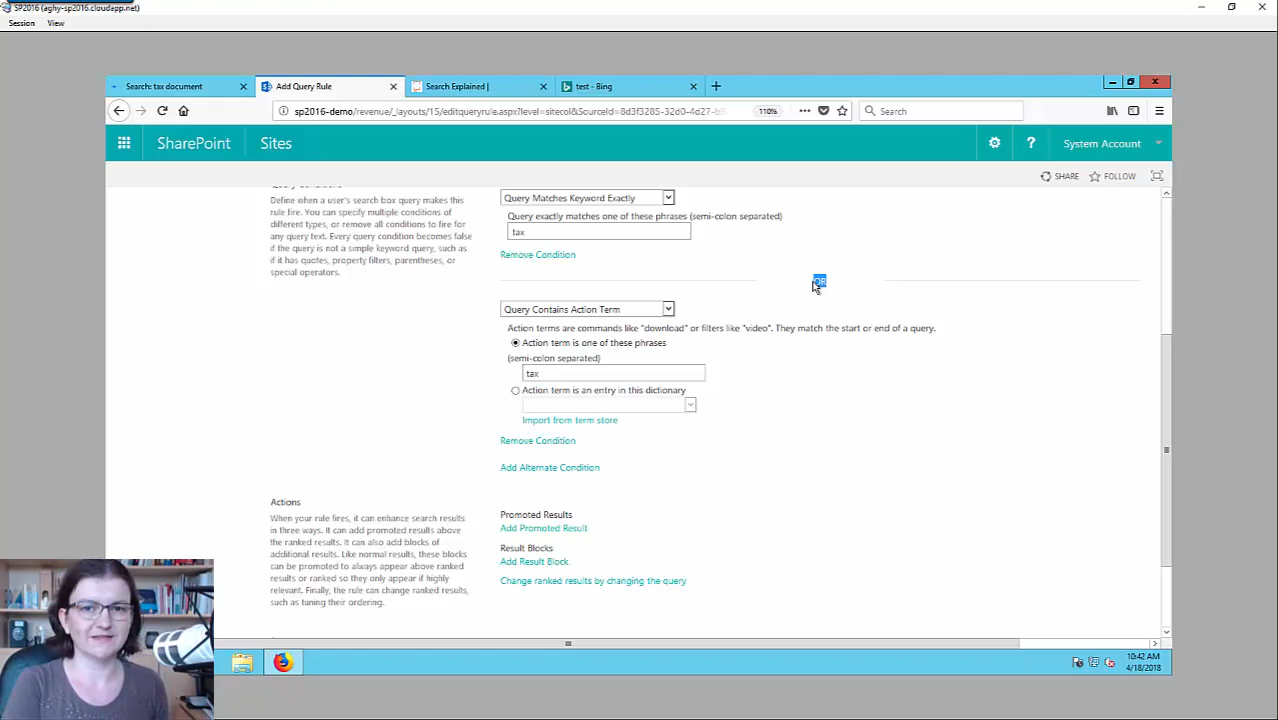 SP2016 (aghy-sp2016.cloudapp.net)
Session View
Search: tax document
Add Query Rule
Search Explained |
test - Bing
sp2016-demo/revenue/_layouts/15/editqueryrule.aspx?level=sitecol&SourceId=8d3f3285-32d0-4d27-b9
110%
Search
SharePoint
Sites
System Account
SHARE
FOLLOW
Query Conditions
Define when a user's search box query makes this
rule fire. You can specify multiple conditions of
different types, or remove all conditions to fire for
any query text. Every query condition becomes false
if the query is not a simple keyword query, such as
if it has quotes, property filters, parentheses, or
special operators.
Query Matches Keyword Exactly
Query exactly matches one of these phrases (semi-colon separated)
tax
Remove Condition
OR
Query Contains Action Term
Action terms are commands like "download" or filters like "video". They match the start or end of a query.
Action term is one of these phrases
(semi-colon separated)
tax
Action term is an entry in this dictionary
Import from term store
Remove Condition
Add Alternate Condition
Actions
When your rule fires, it can enhance search results
in three ways. It can add promoted results above
the ranked results. It can also add blocks of
additional results. Like normal results, these blocks
can be promoted to always appear above ranked
results or ranked so they only appear if highly
relevant. Finally, the rule can change ranked results,
such as tuning their ordering.
Promoted Results
Add Promoted Result
Result Blocks
Add Result Block
Change ranked results by changing the query
10:42 AM
4/18/2018